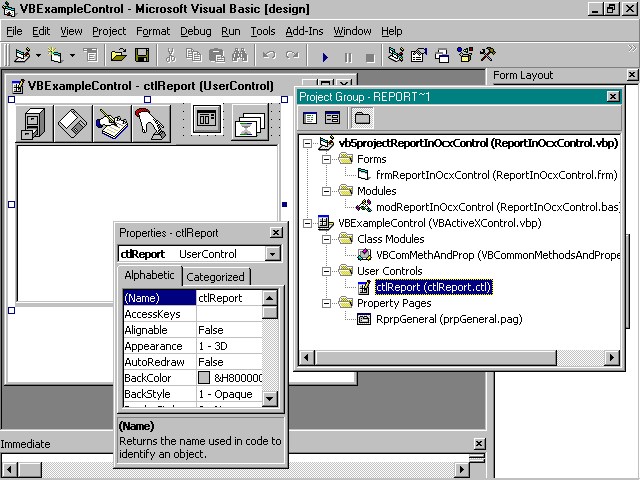 VBExampleControl - Microsoft Visual Basic [design]
File Edit View Project Format Debug Run Tools Add-Ins Window Help
VBExampleControl - ctlReport (UserControl)
Form Layout
Project Group - REPORT~1
vb5projectReportInOcxControl (ReportInOcxControl.vbp)
Forms
frmReportInOcxControl (ReportInOcxControl.frm)
Modules
modReportInOcxControl (ReportInOcxControl.bas)
VBExampleControl (VBActiveXControl.vbp)
Class Modules
VBComMethAndProp (VBCommonMethodsAndPrope
User Controls
ctlReport (ctlReport.ctl)
Property Pages
RprpGeneral (prpGeneral.pag)
Properties - ctlReport
ctlReport UserControl
Alphabetic Categorized
(Name) ctlReport
AccessKeys
Alignable False
Appearance 1 - 3D
AutoRedraw False
BackColor &H800000
BackStyle 1 - Opaque
(Name)
Returns the name used in code to
identify an object.
Immediate